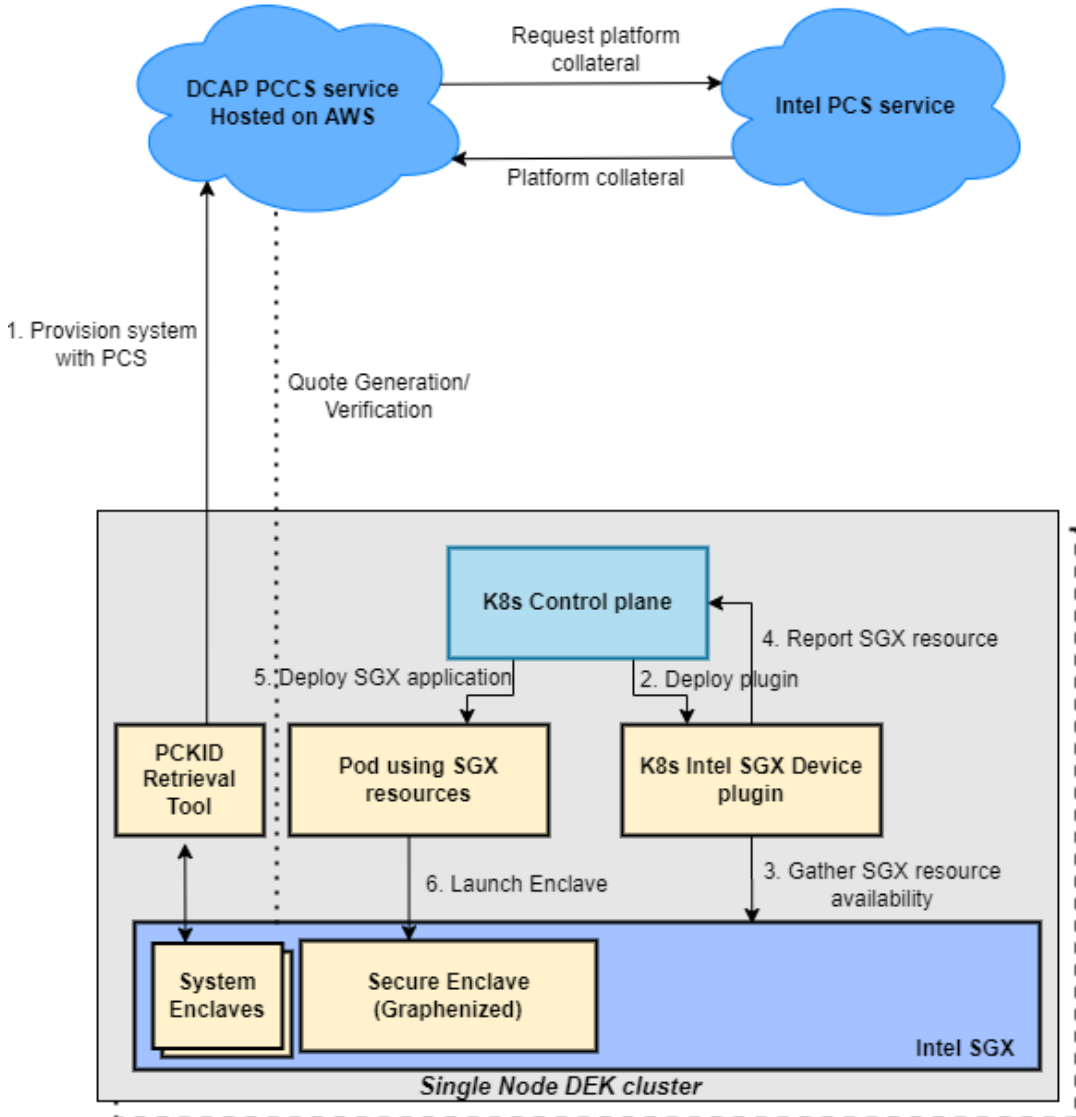 Request platform
collateral
DCAP PCCS service
Hosted on AWS
Intel PCS service
Platform collateral
1. Provision system
with PCS
Quote Generation/
Verification
K8s Control plane
4. Report SGX resource
5. Deploy SGX application
2. Deploy plugin
PCKID
Retrieval
Tool
Pod using SGX
resources
K8s Intel SGX Device
plugin
3. Gather SGX resource
availability
6. Launch Enclave
System
Enclaves
Secure Enclave
(Graphenized)
Intel SGX
Single Node DEK cluster